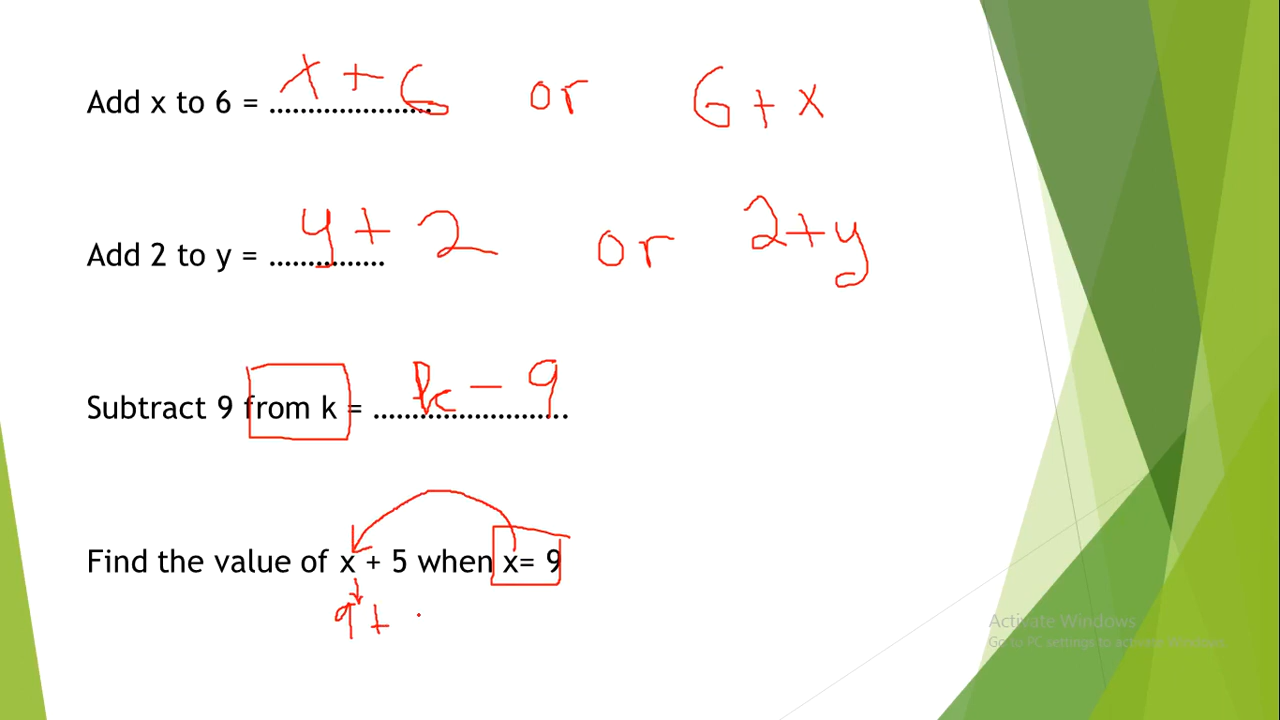 Add x to 6 = ..................... x + 6 or 6 + x
Add 2 to y = ............... y + 2 or 2 + y
Subtract 9 from k = ......................... k - 9
Find the value of x + 5 when x= 9
9 +
Activate Windows
Go to PC settings to activate Windows.